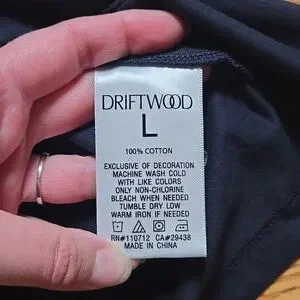 DRIFTWOOD
L
100% COTTON
EXCLUSIVE OF DECORATION
MACHINE WASH COLD
WITH LIKE COLORS
ONLY NON-CHLORINE
BLEACH WHEN NEEDED
TUMBLE DRY LOW
WARM IRON IF NEEDED
RN#110712 CA#29438
MADE IN CHINA